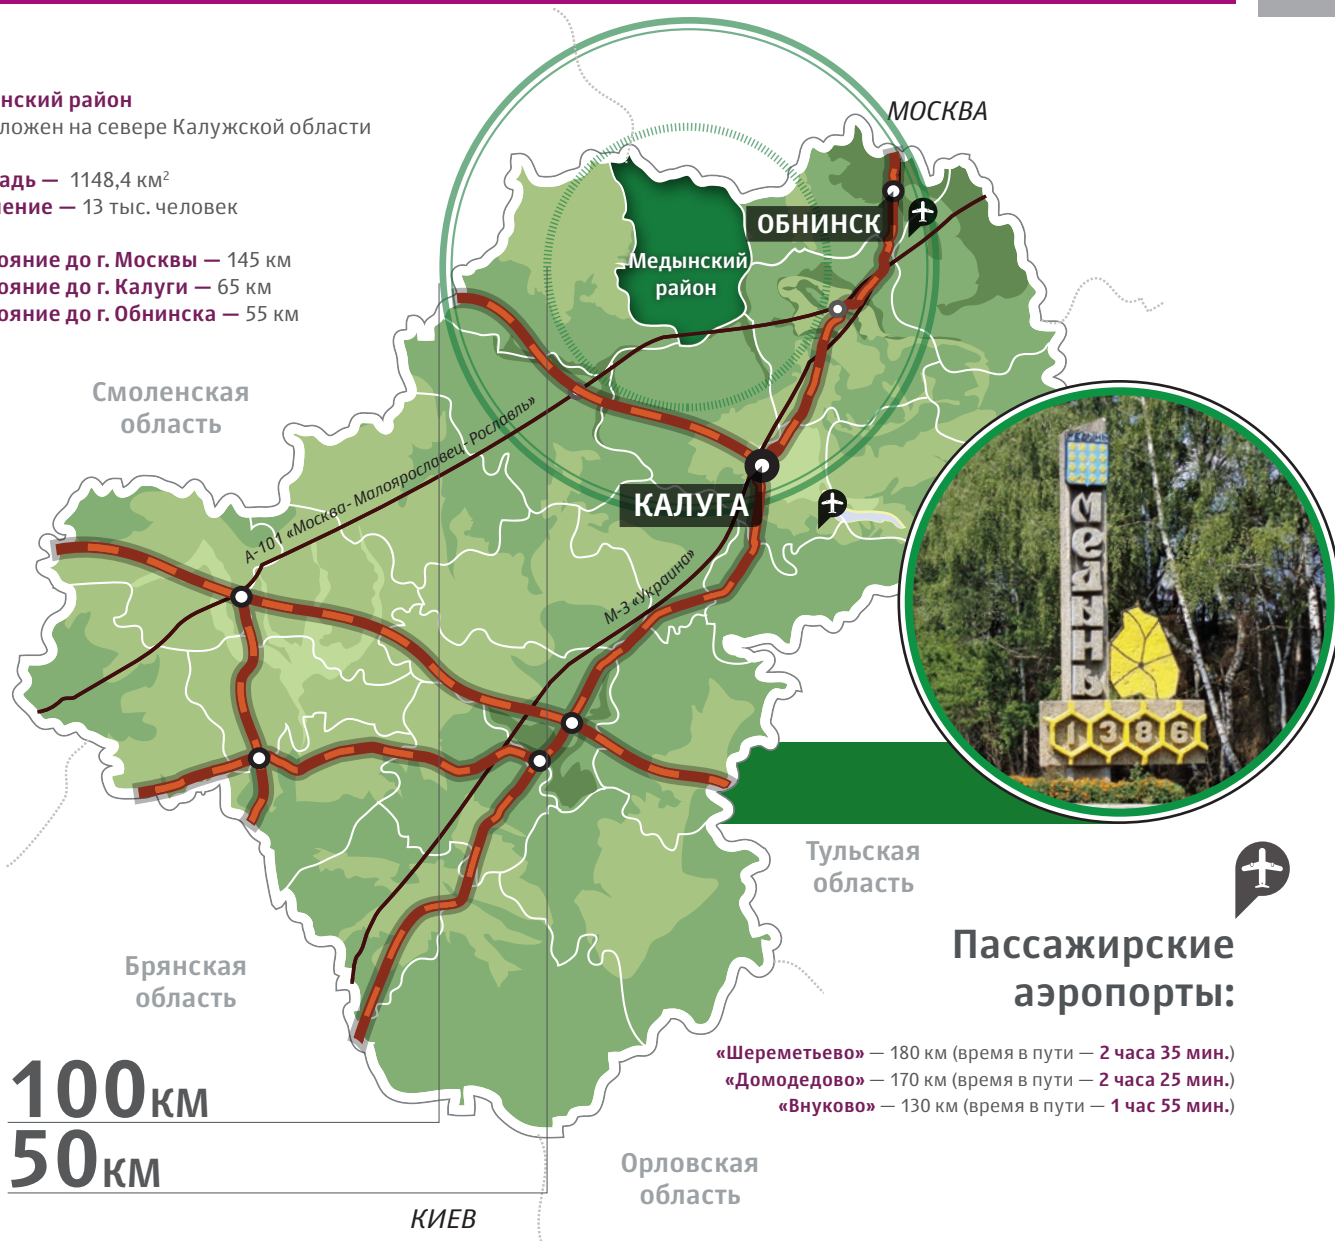 нский район
ложен на севере Калужской области
адь — 1148,4 км²
ение — 13 тыс. человек
ояние до г. Москвы — 145 км
ояние до г. Калуги — 65 км
ояние до г. Обнинска — 55 км
МОСКВА
ОБНИНСК
Медынский
район
Смоленская
область
А-101 «Москва- Малоярославец- Рославль»
КАЛУГА
М-3 «Украина»
МЕДЫНЬ
1386
Тульская
область
Брянская
область
Пассажирские
аэропорты:
«Шереметьево» — 180 км (время в пути — 2 часа 35 мин.)
«Домодедово» — 170 км (время в пути — 2 часа 25 мин.)
«Внуково» — 130 км (время в пути — 1 час 55 мин.)
100км
50км
Орловская
область
КИЕВ